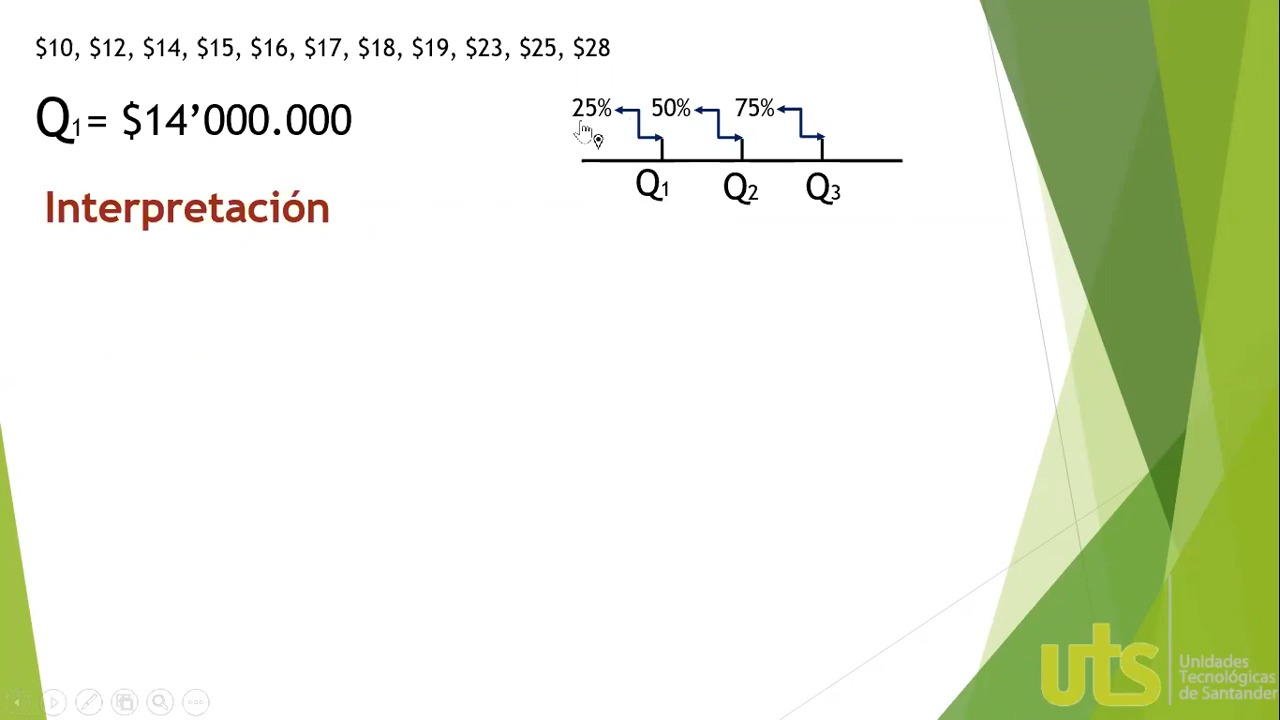 $10, $12, $14, $15, $16, $17, $18, $19, $23, $25, $28
Q1= $14’000.000
25% 50% 75%
Q1 Q2 Q3
Interpretación
uts
Unidades
Tecnológicas
de Santander